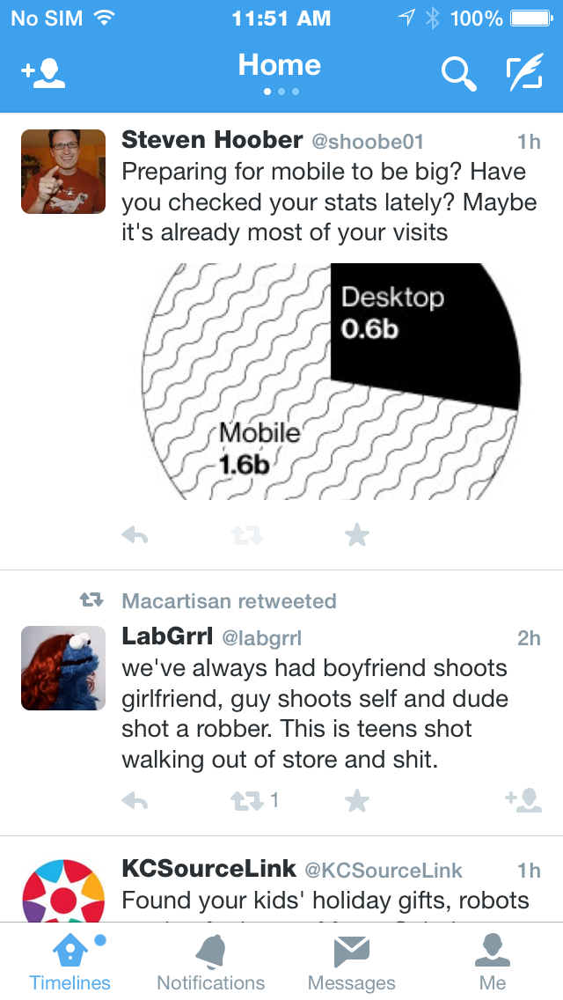 No SIM 11:51 AM 100%
Home
Steven Hoober @shoobe01 1h
Preparing for mobile to be big? Have
you checked your stats lately? Maybe
it's already most of your visits
Desktop
0.6b
Mobile
1.6b
Macartisan retweeted
LabGrrl @labgrrl 2h
we've always had boyfriend shoots
girlfriend, guy shoots self and dude
shot a robber. This is teens shot
walking out of store and shit.
1
KCSourceLink @KCSourceLink 1h
Found your kids' holiday gifts, robots
Timelines Notifications Messages Me